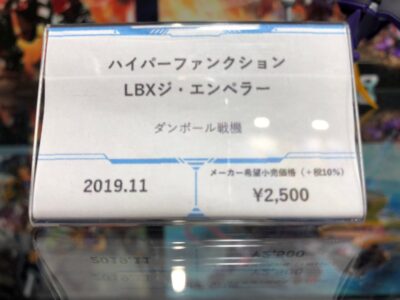 ハイパーファンクション
LBXジ・エンペラー
ダンボール戦機
2019.11
メーカー希望小売価格（＋税10%）
¥2,500